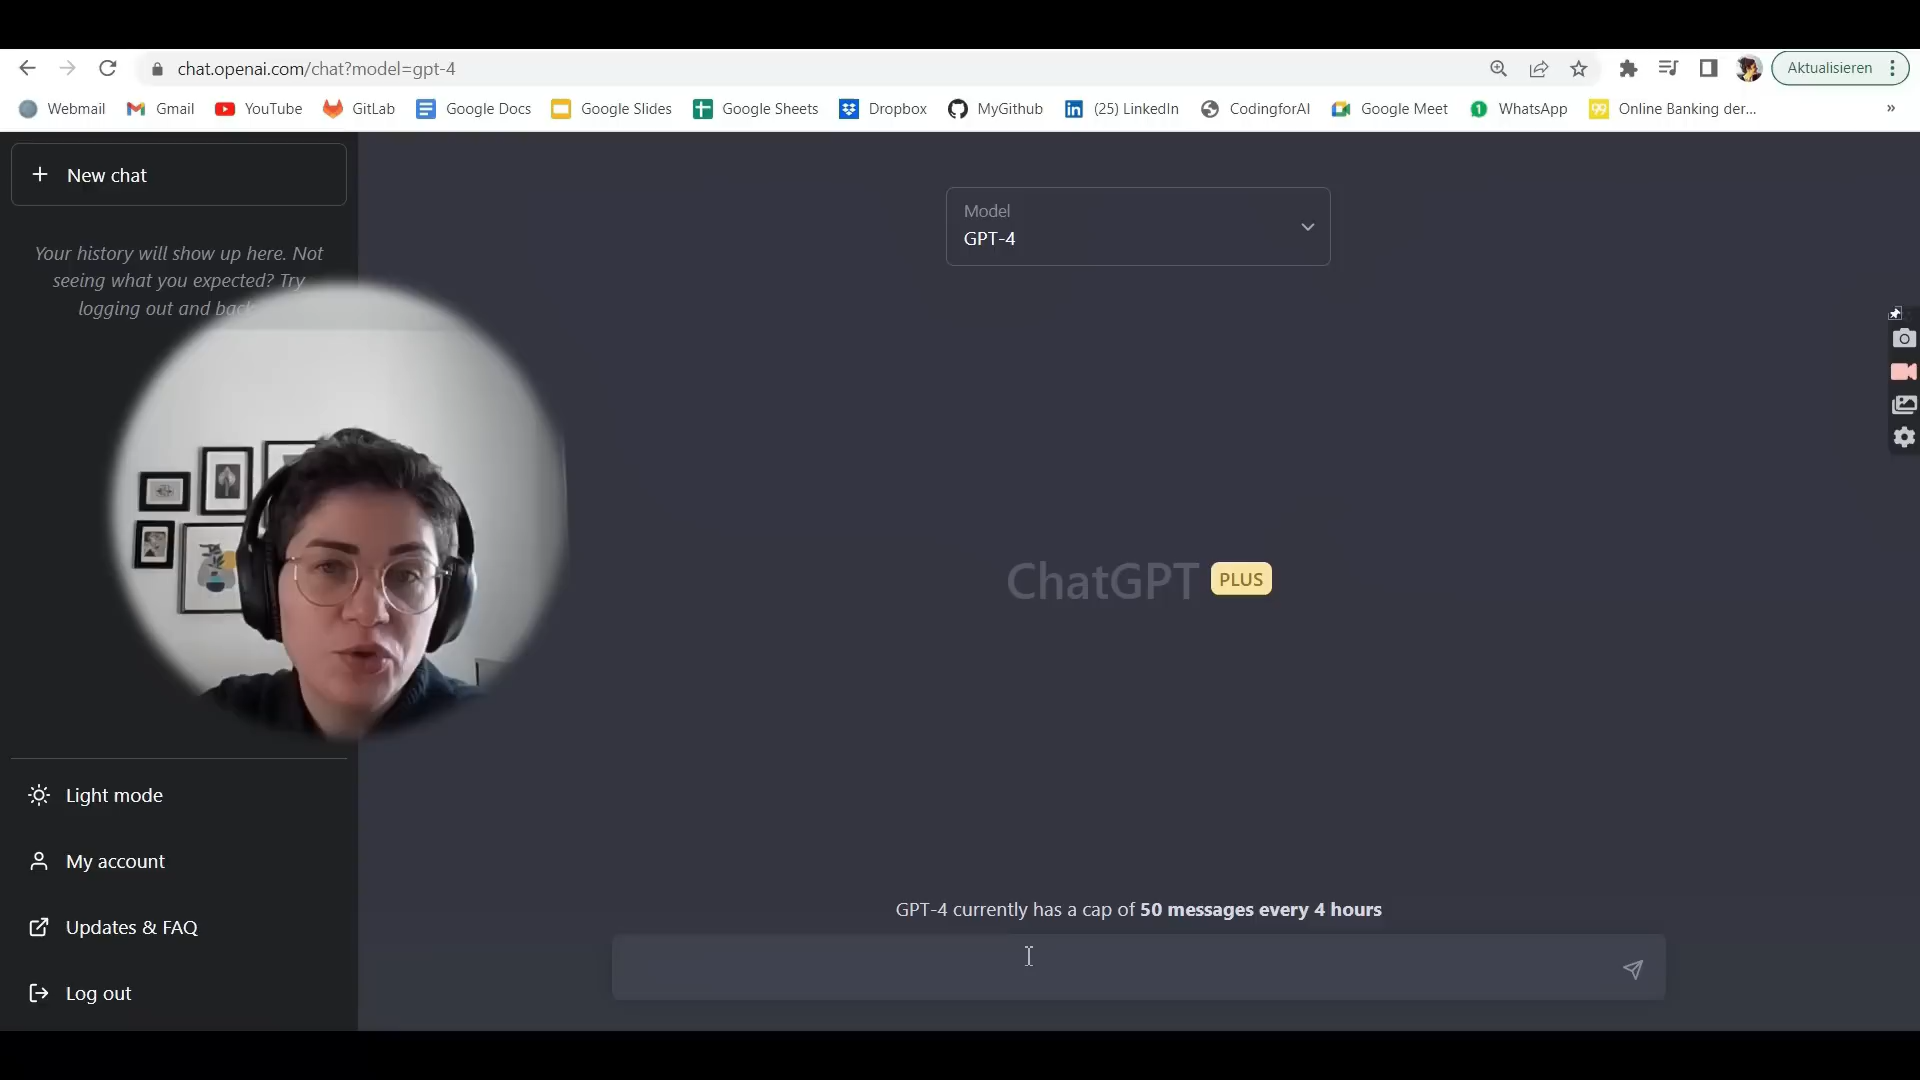 chat.openai.com/chat?model=gpt-4
Aktualisieren
Webmail
Gmail
YouTube
GitLab
Google Docs
Google Slides
Google Sheets
Dropbox
MyGithub
(25) LinkedIn
CodingforAI
Google Meet
1
WhatsApp
99
Online Banking der...
»
New chat
Your history will show up here. Not
seeing what you expected? Try
logging out and back
Model
GPT-4
ChatGPT PLUS
Light mode
My account
Updates & FAQ
Log out
GPT-4 currently has a cap of 50 messages every 4 hours